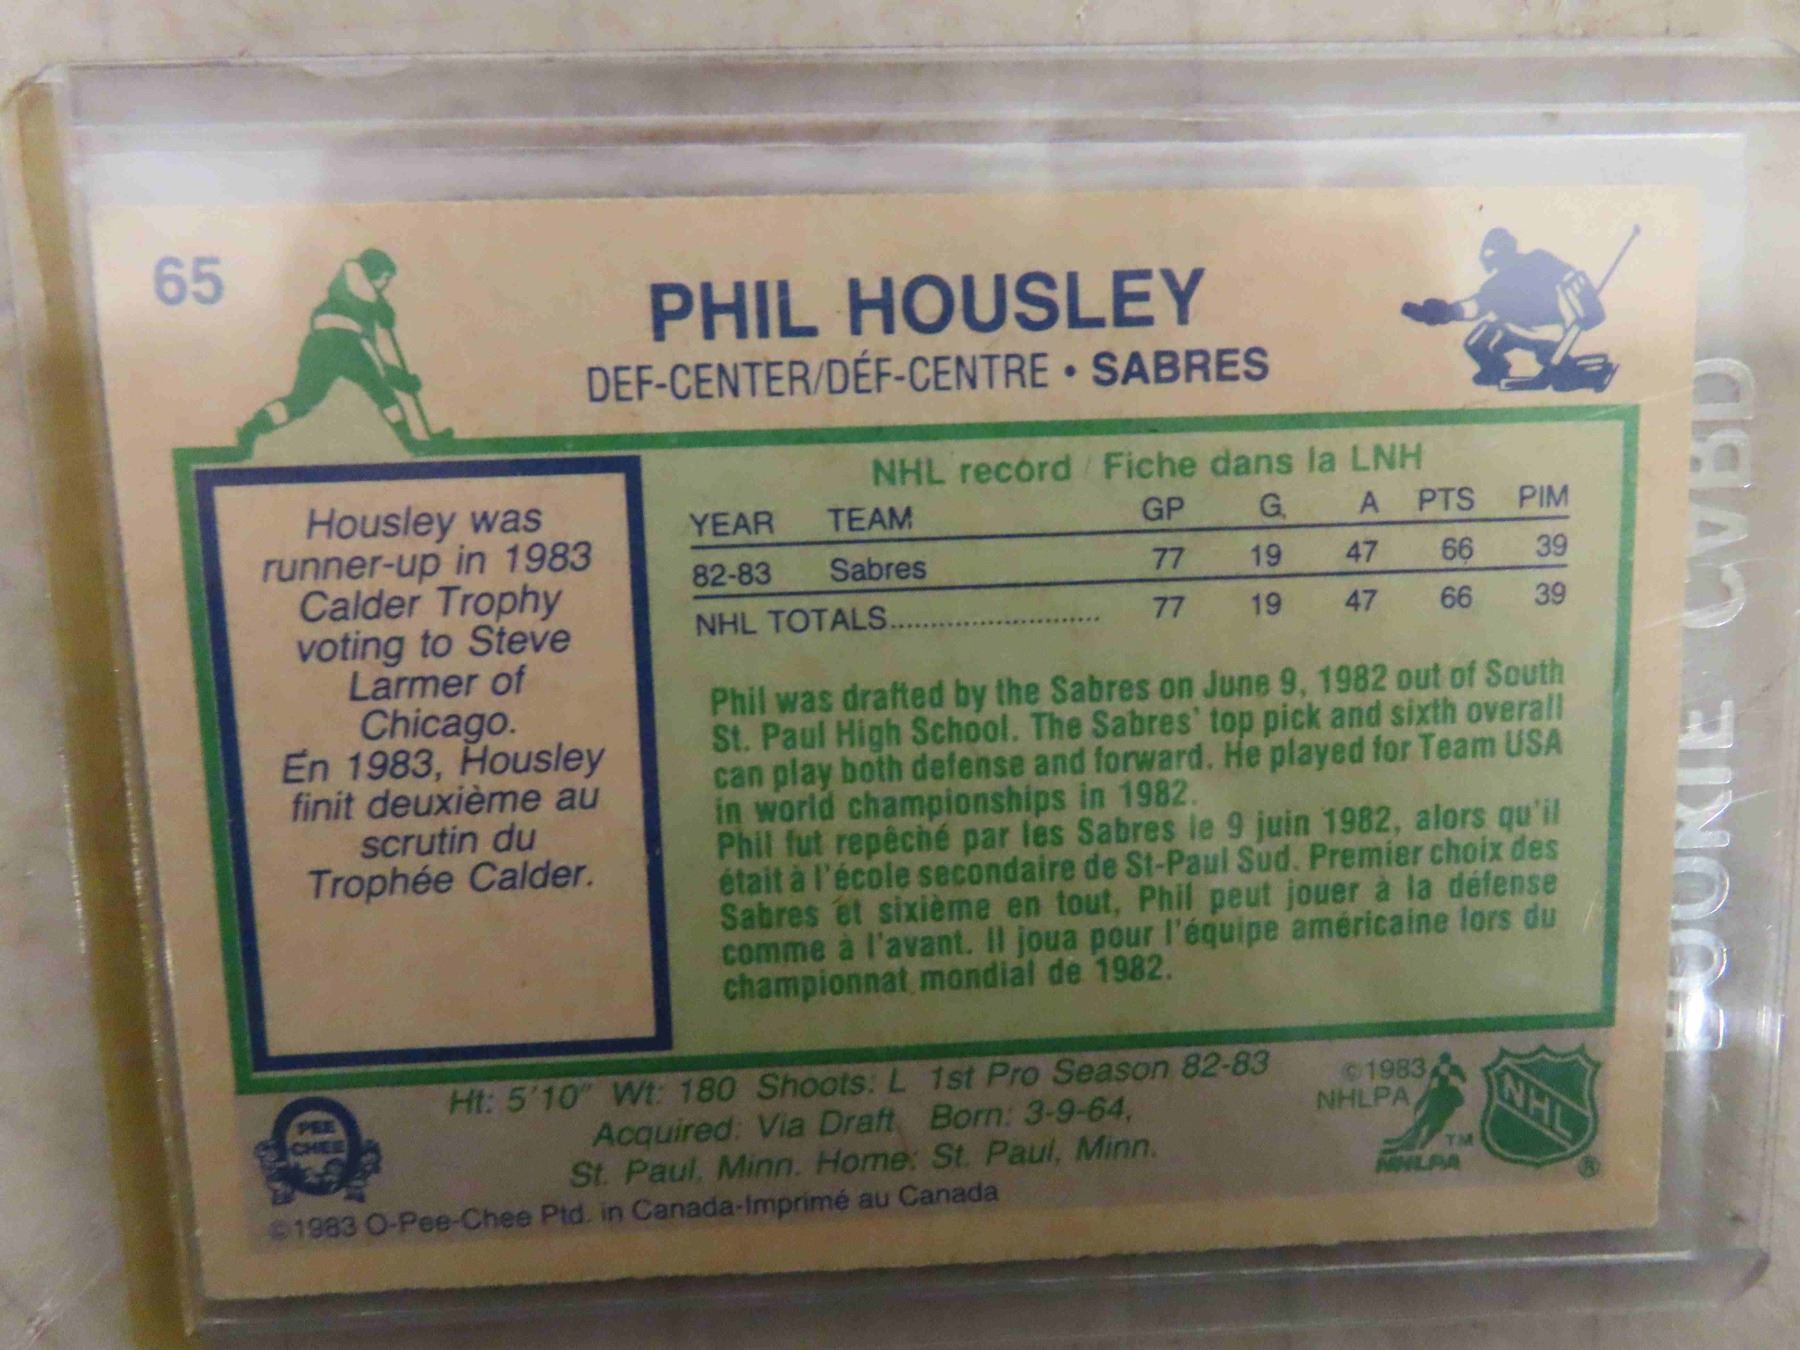 65
PHIL HOUSLEY
DEF-CENTER/DÉF-CENTRE • SABRES
Housley was
runner-up in 1983
Calder Trophy
voting to Steve
Larmer of
Chicago.
En 1983, Housley
finit deuxième au
scrutin du
Trophée Calder.
NHL record / Fiche dans la LNH
YEAR TEAM GP G. A PTS PIM
82-83 Sabres 77 19 47 66 39
NHL TOTALS.......................... 77 19 47 66 39
Phil was drafted by the Sabres on June 9, 1982 out of South
St. Paul High School. The Sabres' top pick and sixth overall
can play both defense and forward. He played for Team USA
in world championships in 1982.
Phil fut repêché par les Sabres le 9 juin 1982, alors qu'il
était à l'école secondaire de St-Paul Sud. Premier choix des
Sabres et sixième en tout, Phil peut jouer à la défense
comme à l'avant. Il joua pour l'équipe américaine lors du
championnat mondial de 1982.
Ht: 5'10" Wt: 180 Shoots: L 1st Pro Season 82-83
Acquired: Via Draft Born: 3-9-64,
St. Paul, Minn. Home: St. Paul, Minn.
©1983 O-Pee-Chee Ptd. in Canada-Imprimé au Canada
PEE
CHEE
©1983
NHLPA
TM
NHLPA
NHL
®
ROOKIE CARD